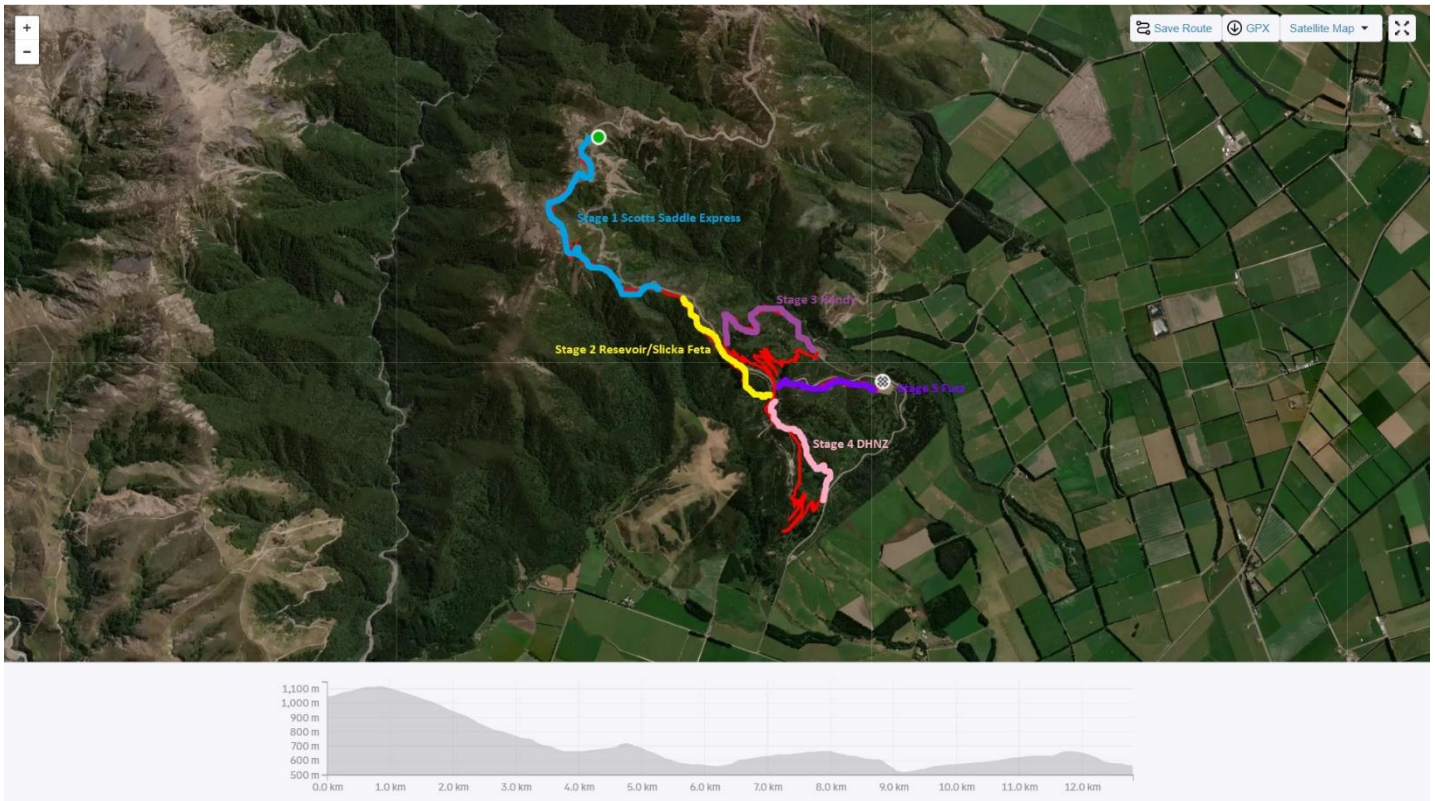 +
−
Save Route GPX Satellite Map
Stage 1 Scotts Saddle Express
Stage 3 Rändy
Stage 2 Resevoir/Slicka Feta
Stage 4 DHNZ
1,100 m
1,000 m
900 m
800 m
700 m
600 m
500 m
0.0 km 1.0 km 2.0 km 3.0 km 4.0 km 5.0 km 6.0 km 7.0 km 8.0 km 9.0 km 10.0 km 11.0 km 12.0 km